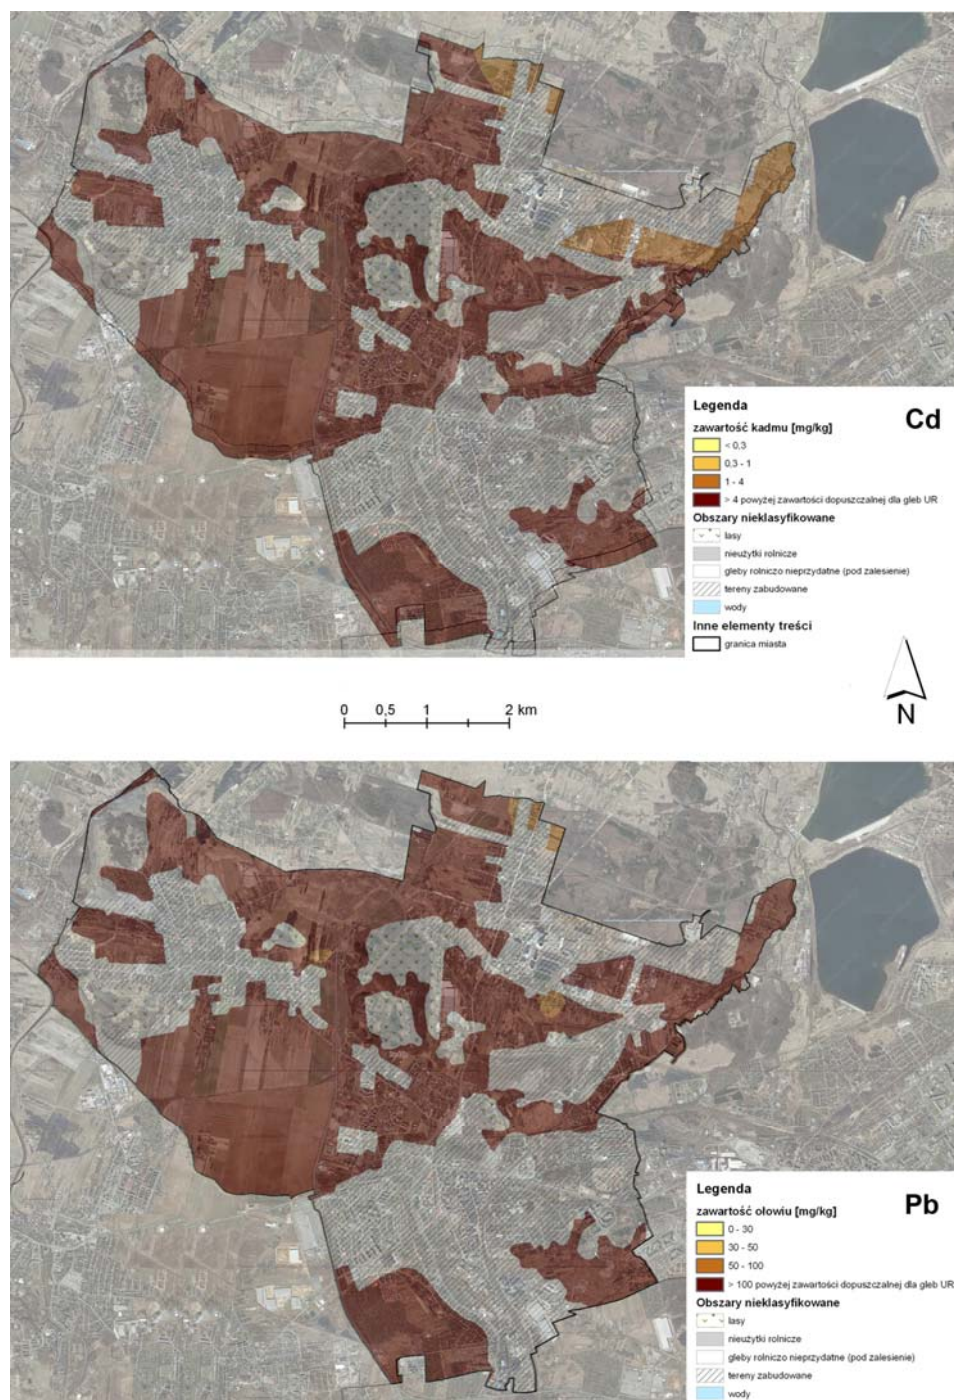 Legenda
Cd
zawartość kadmu [mg/kg]
< 0,3
0,3 - 1
1 - 4
> 4 powyżej zawartości dopuszczalnej dla gleb UR
Obszary nieklasyfikowane
lasy
nieużytki rolnicze
gleby rolniczo nieprzydatne (pod zalesienie)
tereny zabudowane
wody
Inne elementy treści
granica miasta
N
0 0,5 1 2 km
Legenda
Pb
zawartość ołowiu [mg/kg]
0 - 30
30 - 50
50 - 100
> 100 powyżej zawartości dopuszczalnej dla gleb UR
Obszary nieklasyfikowane
lasy
nieużytki rolnicze
gleby rolniczo nieprzydatne (pod zalesienie)
tereny zabudowane
wody